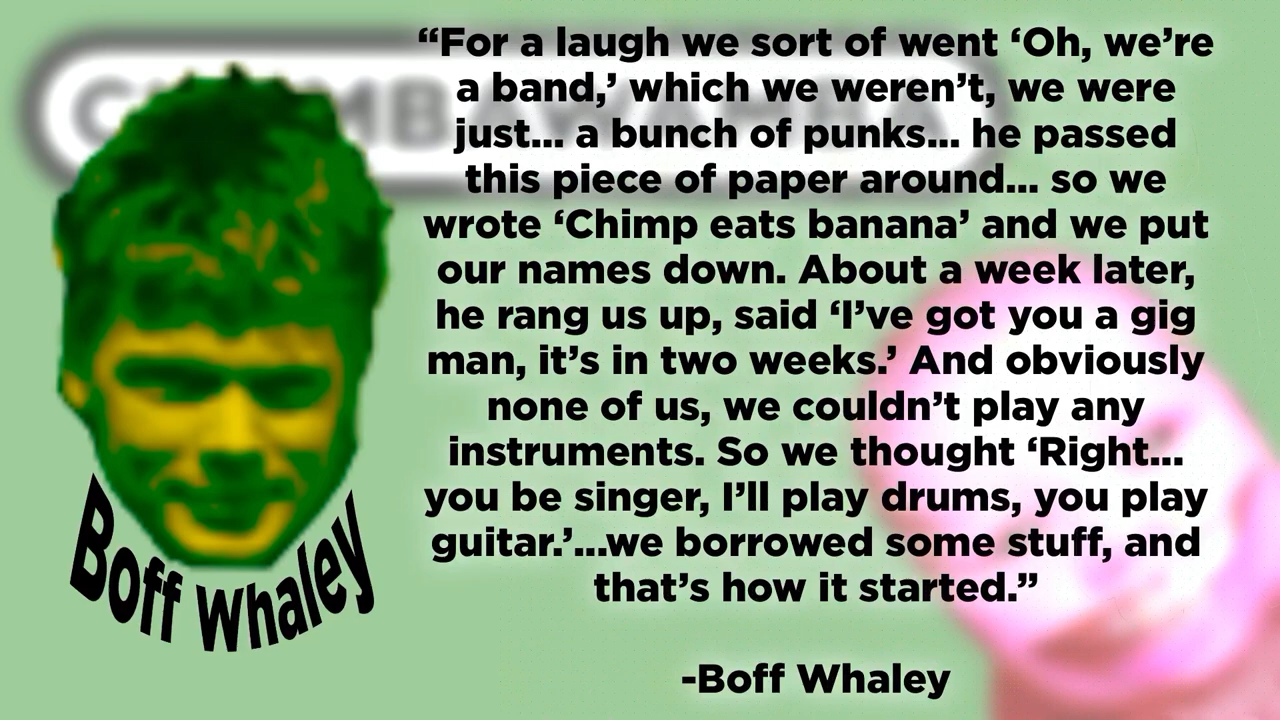 “For a laugh we sort of went ‘Oh, we’re
a band,’ which we weren’t, we were
just... a bunch of punks... he passed
this piece of paper around... so we
wrote ‘Chimp eats banana’ and we put
our names down. About a week later,
he rang us up, said ‘I’ve got you a gig
man, it’s in two weeks.’ And obviously
none of us, we couldn’t play any
instruments. So we thought ‘Right...
you be singer, I’ll play drums, you play
guitar.’...we borrowed some stuff, and
that’s how it started.”
-Boff Whaley
Boff Whaley